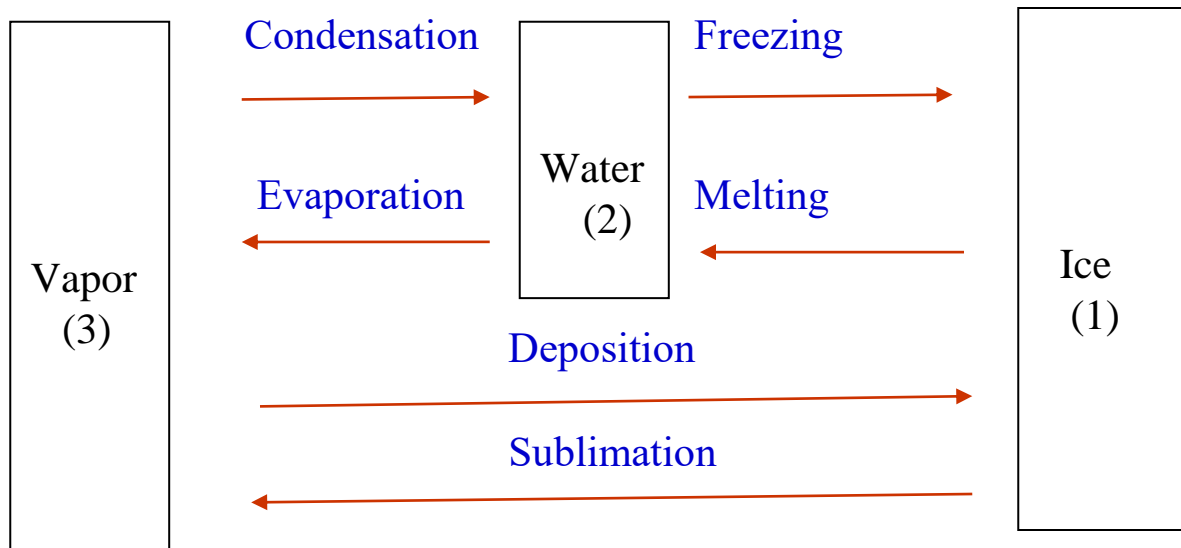 Condensation
Freezing
Water
(2)
Evaporation
Melting
Vapor
(3)
Ice
(1)
Deposition
Sublimation